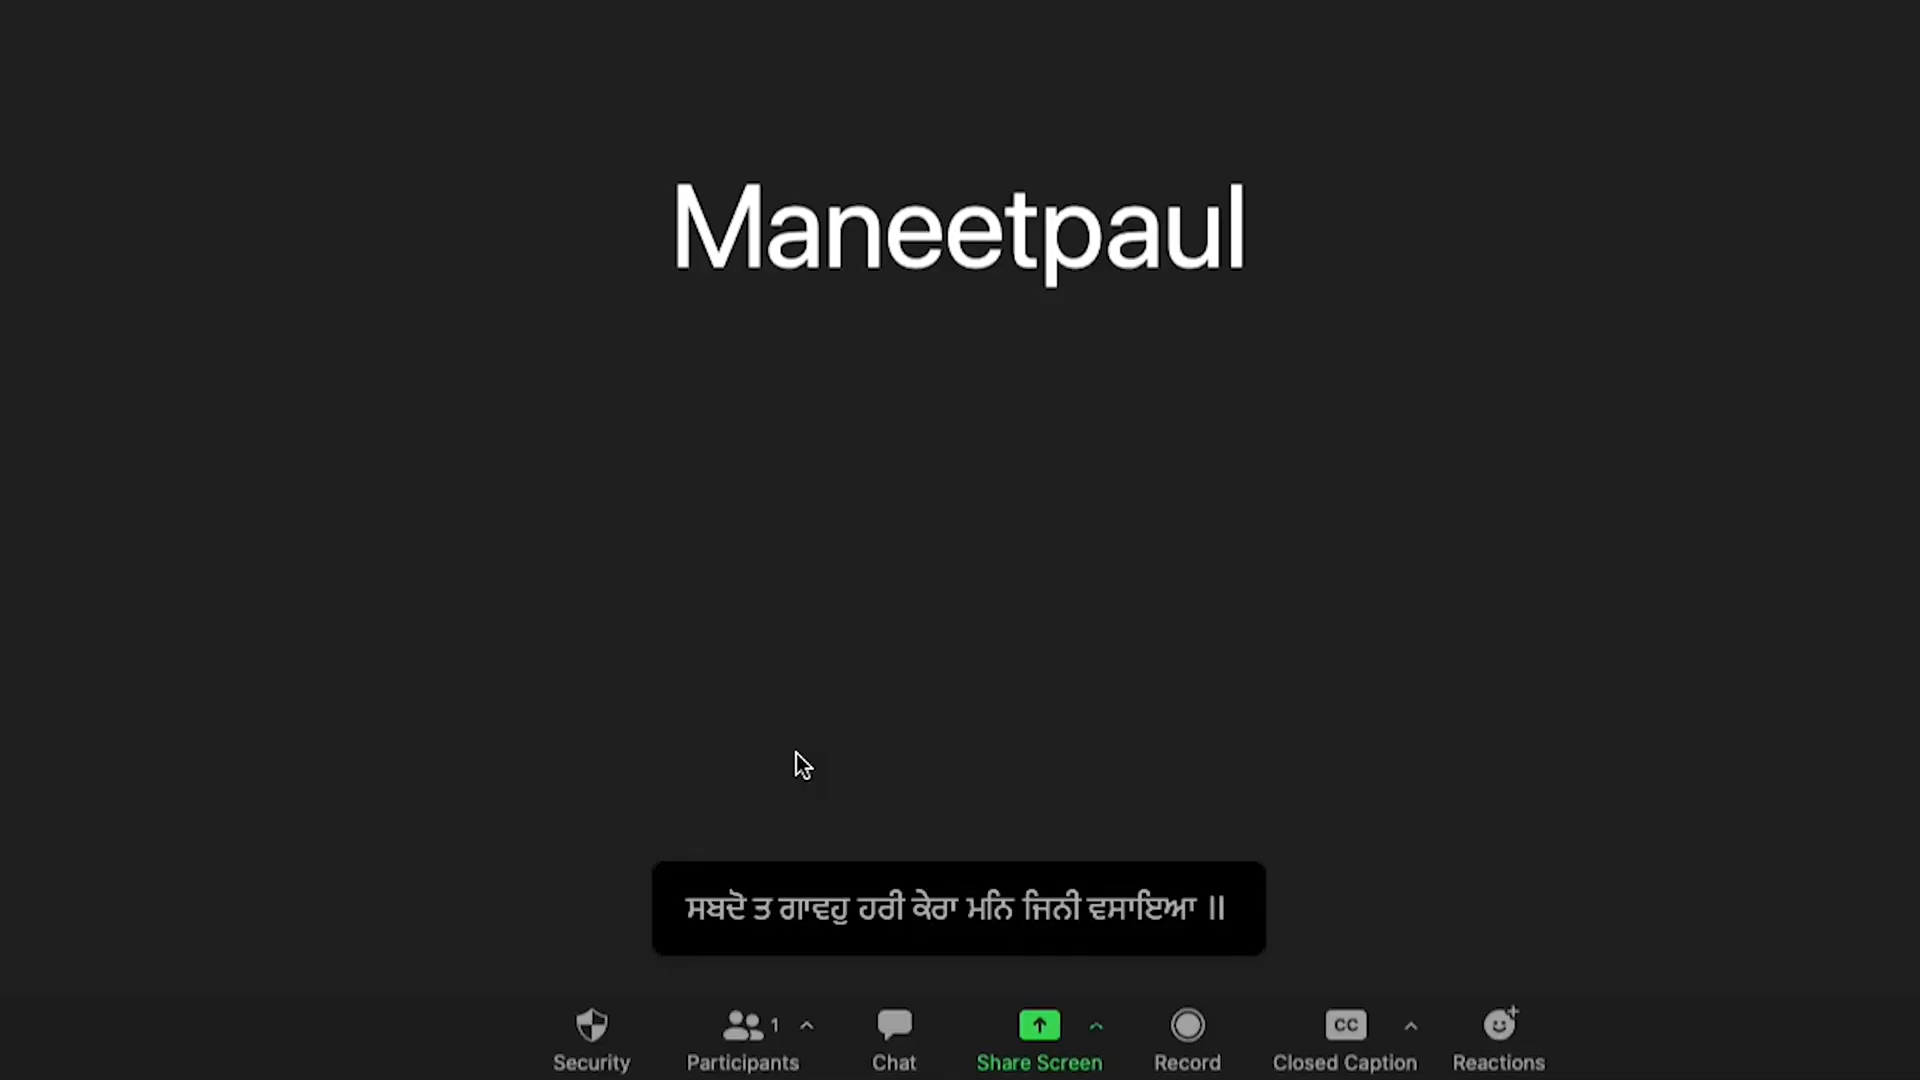 Maneetpaul
ਸਬਦੋ ਤ ਗਾਵਹੁ ਹਰੀ ਕੇਰਾ ਮਨਿ ਜਿਨੀ ਵਸਾਇਆ ॥
1
CC
Security Participants Chat Share Screen Record Closed Caption Reactions